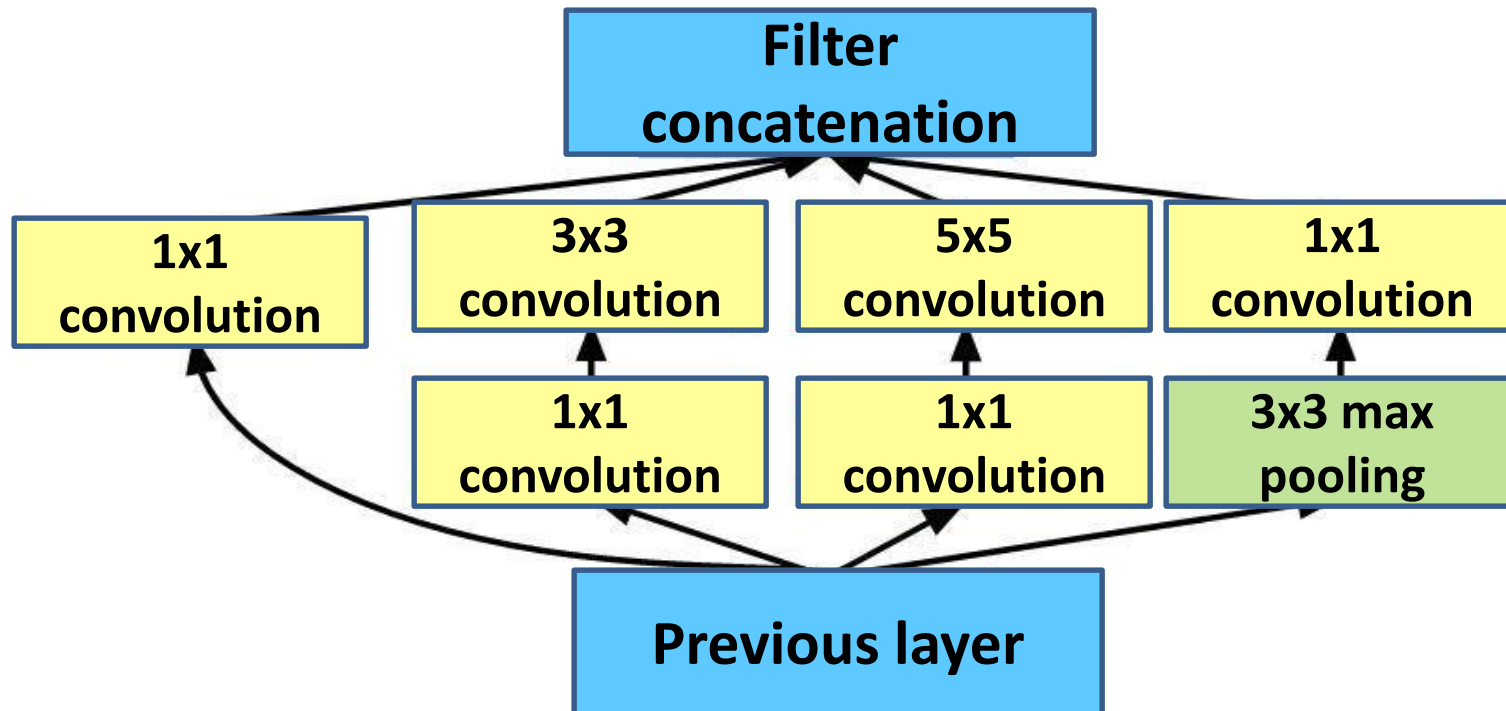 Filter
concatenation
1x1
convolution
3x3
convolution
5x5
convolution
1x1
convolution
1x1
convolution
1x1
convolution
3x3 max
pooling
Previous layer